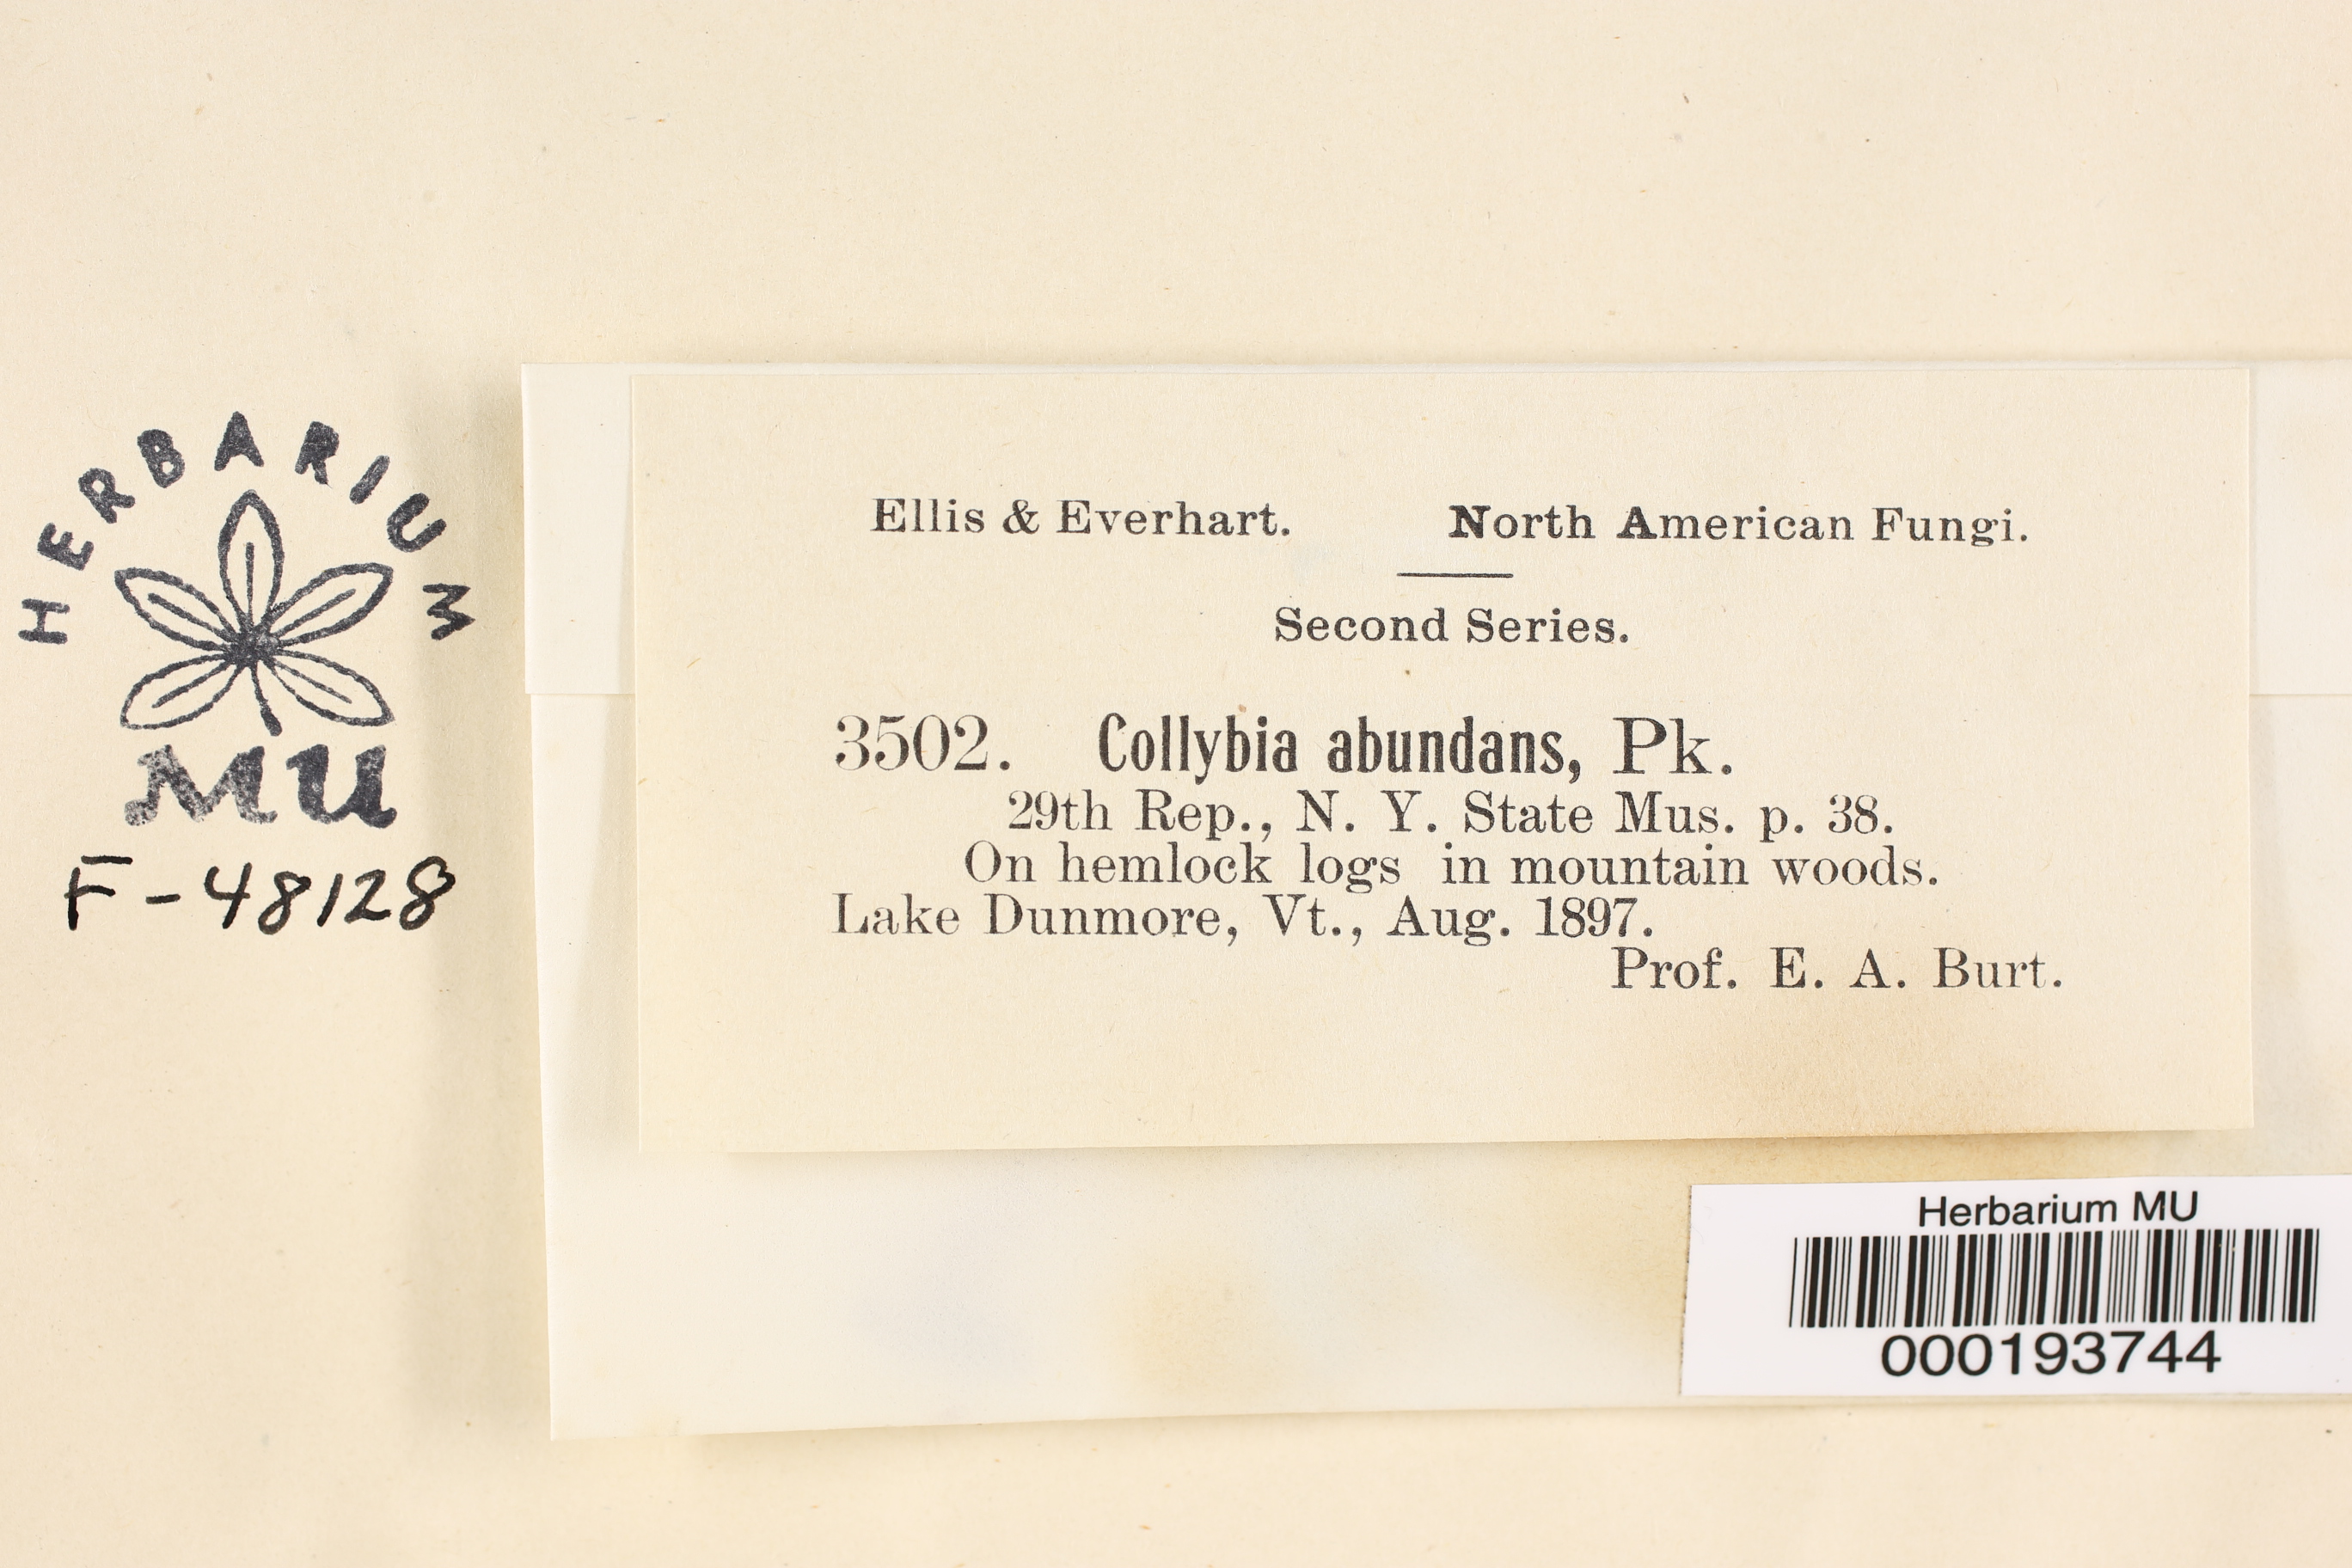 HERBARIUM
MU
F-48128
Ellis & Everhart. North American Fungi.
Second Series.
3502. Collybia abundans, Pk.
29th Rep., N. Y. State Mus. p. 38.
On hemlock logs in mountain woods.
Lake Dunmore, Vt., Aug. 1897.
Prof. E. A. Burt.
Herbarium MU
000193744